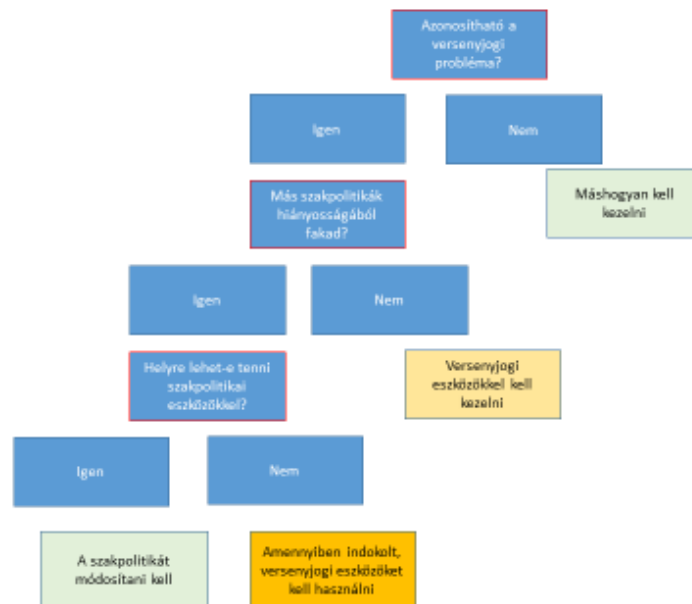 Azonosítható a
versenyjogi
probléma?
Igen
Nem
Más szakpolitikák
hiányosságából
fakad?
Máshogyan kell
kezelni
Igen
Nem
Helyre lehet-e tenni
szakpolitikai
eszközökkel?
Versenyjogi
eszközökkel kell
kezelni
Igen
Nem
A szakpolitikát
módosítani kell
Amennyiben indokolt,
versenyjogi eszközöket
kell használni